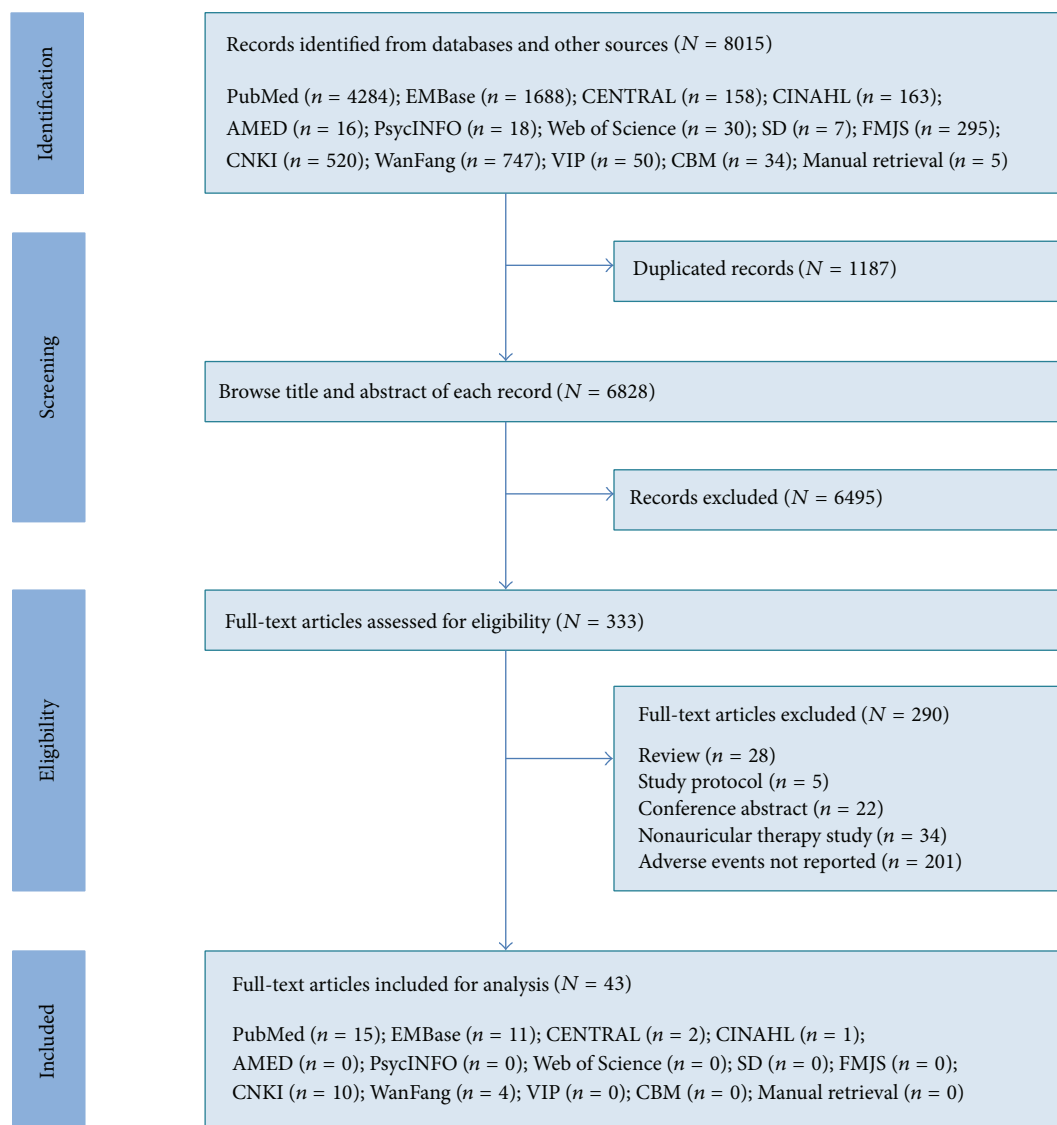 Identification
Records identified from databases and other sources (N = 8015)
PubMed (n = 4284); EMBase (n = 1688); CENTRAL (n = 158); CINAHL (n = 163);
AMED (n = 16); PsycINFO (n = 18); Web of Science (n = 30); SD (n = 7); FMJS (n = 295);
CNKI (n = 520); WanFang (n = 747); VIP (n = 50); CBM (n = 34); Manual retrieval (n = 5)
Screening
Duplicated records (N = 1187)
Browse title and abstract of each record (N = 6828)
Records excluded (N = 6495)
Eligibility
Full-text articles assessed for eligibility (N = 333)
Full-text articles excluded (N = 290)
Review (n = 28)
Study protocol (n = 5)
Conference abstract (n = 22)
Nonauricular therapy study (n = 34)
Adverse events not reported (n = 201)
Included
Full-text articles included for analysis (N = 43)
PubMed (n = 15); EMBase (n = 11); CENTRAL (n = 2); CINAHL (n = 1);
AMED (n = 0); PsycINFO (n = 0); Web of Science (n = 0); SD (n = 0); FMJS (n = 0);
CNKI (n = 10); WanFang (n = 4); VIP (n = 0); CBM (n = 0); Manual retrieval (n = 0)